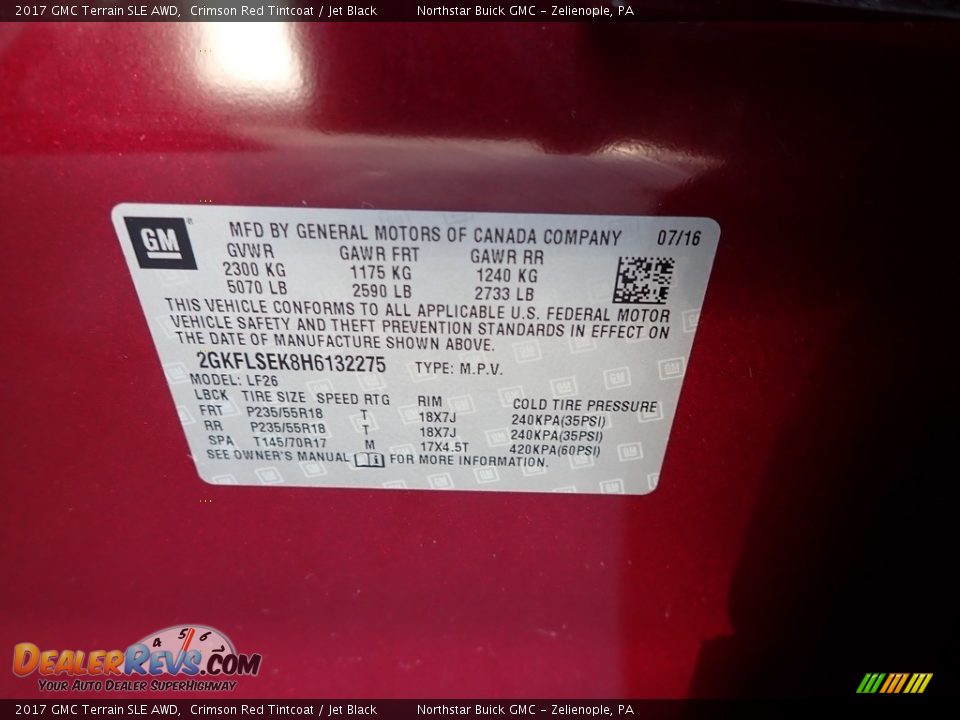 2017 GMC Terrain SLE AWD, Crimson Red Tintcoat / Jet Black Northstar Buick GMC - Zelienople, PA
GM
MFD BY GENERAL MOTORS OF CANADA COMPANY 07/16
GVWR GAWR FRT GAWR RR
2300 KG 1175 KG 1240 KG
5070 LB 2590 LB 2733 LB
THIS VEHICLE CONFORMS TO ALL APPLICABLE U.S. FEDERAL MOTOR
VEHICLE SAFETY AND THEFT PREVENTION STANDARDS IN EFFECT ON
THE DATE OF MANUFACTURE SHOWN ABOVE.
2GKFLSEK8H6132275 TYPE: M.P.V.
MODEL: LF26
LBCK TIRE SIZE SPEED RTG RIM COLD TIRE PRESSURE
FRT P235/55R18 T 18X7J 240KPA(35PSI)
RR P235/55R18 T 18X7J 240KPA(35PSI)
SPA T145/70R17 M 17X4.5T 420KPA(60PSI)
SEE OWNER'S MANUAL FOR MORE INFORMATION.
4 5 6
DealerRevs.com
Your Auto Dealer SuperHighway
2017 GMC Terrain SLE AWD, Crimson Red Tintcoat / Jet Black Northstar Buick GMC - Zelienople, PA